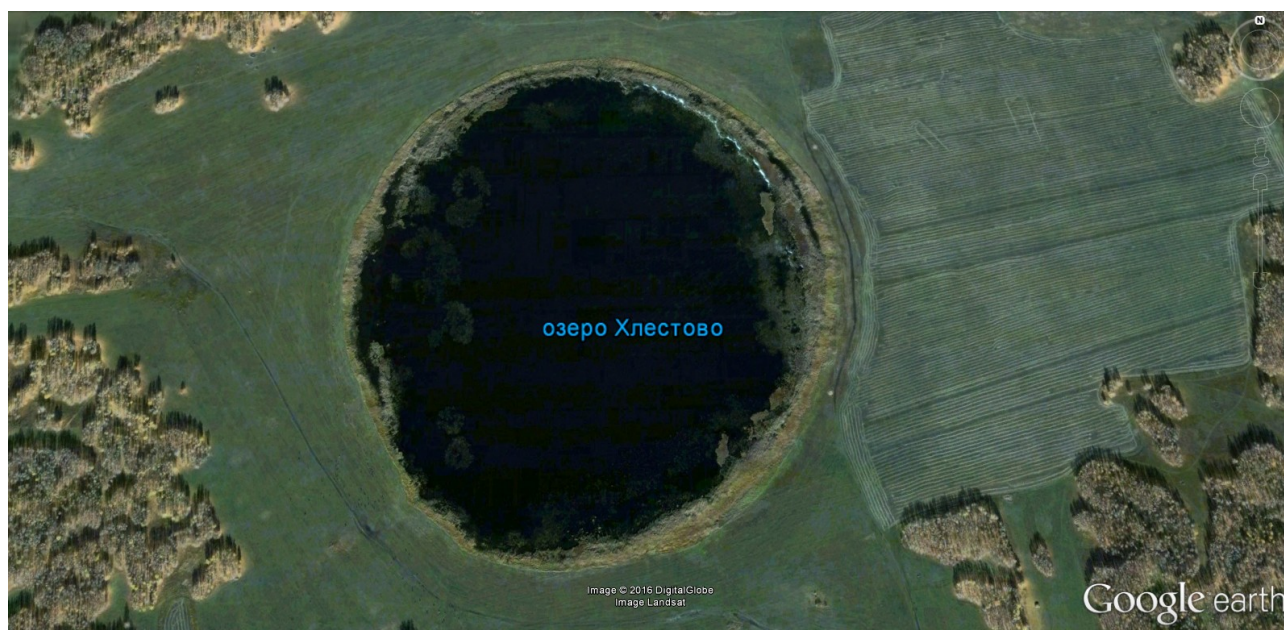 N
озеро Хлестово
Image © 2016 DigitalGlobe
Image Landsat
Google earth